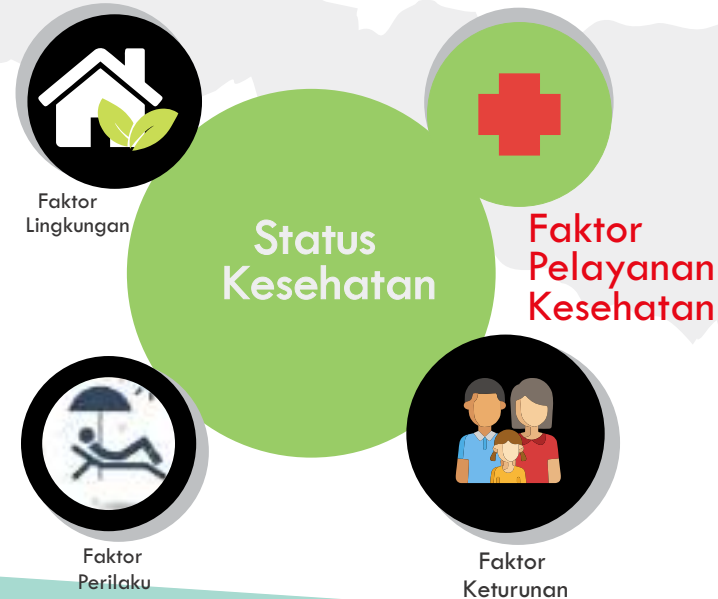 Faktor
Lingkungan
Status
Kesehatan
Faktor
Pelayanan
Kesehatan
Faktor
Perilaku
Faktor
Keturunan